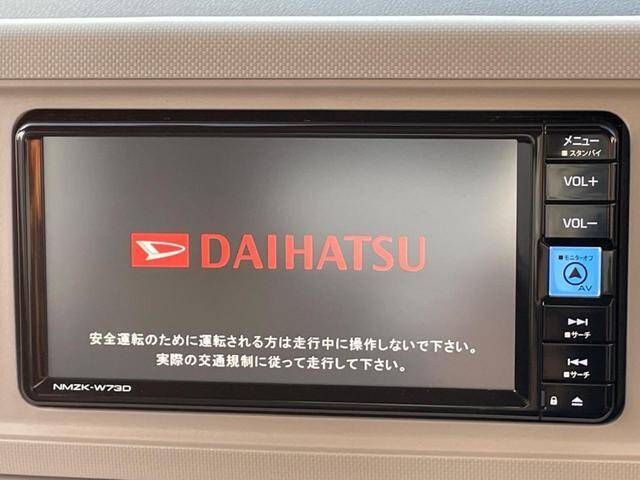 DAIHATSU
安全運転のために運転される方は走行中に操作しないで下さい。
実際の交通規制に従って走行して下さい。
NMZK-W73D
メニュー
■スタンバイ
VOL+
VOL−
■モニターオフ
AV
▶▶|
■サーチ
|◀◀
■サーチ